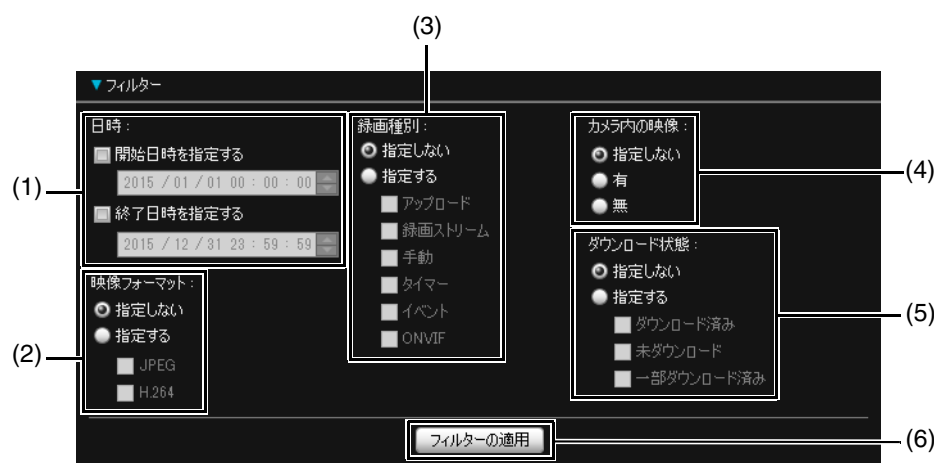 (3)
フィルター
日時：
開始日時を指定する
2015 / 01 / 01 00 : 00 : 00
終了日時を指定する
2015 / 12 / 31 23 : 59 : 59
(1)
映像フォーマット：
指定しない
指定する
JPEG
H.264
(2)
録画種別：
指定しない
指定する
アップロード
録画ストリーム
手動
タイマー
イベント
ONVIF
カメラ内の映像：
指定しない
有
無
(4)
ダウンロード状態：
指定しない
指定する
ダウンロード済み
未ダウンロード
一部ダウンロード済み
(5)
フィルターの適用
(6)